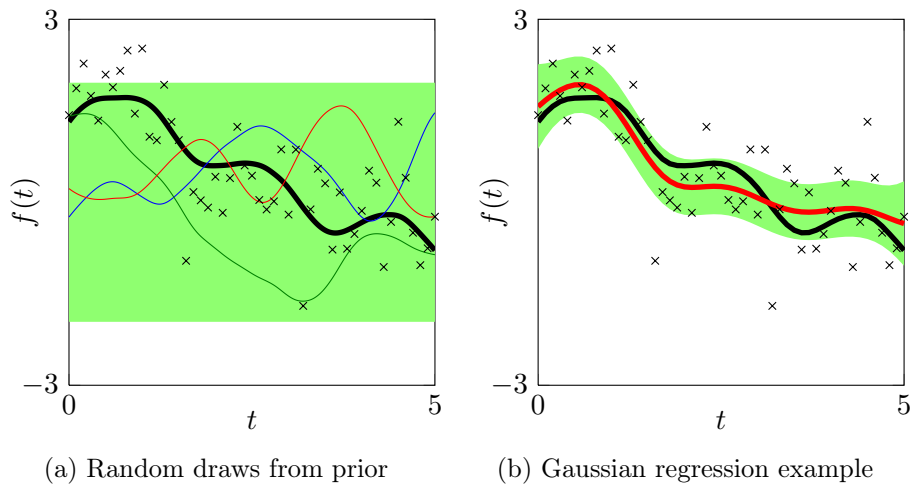 3
f(t)
−3
0
5
t
(a) Random draws from prior
3
f(t)
−3
0
5
t
(b) Gaussian regression example